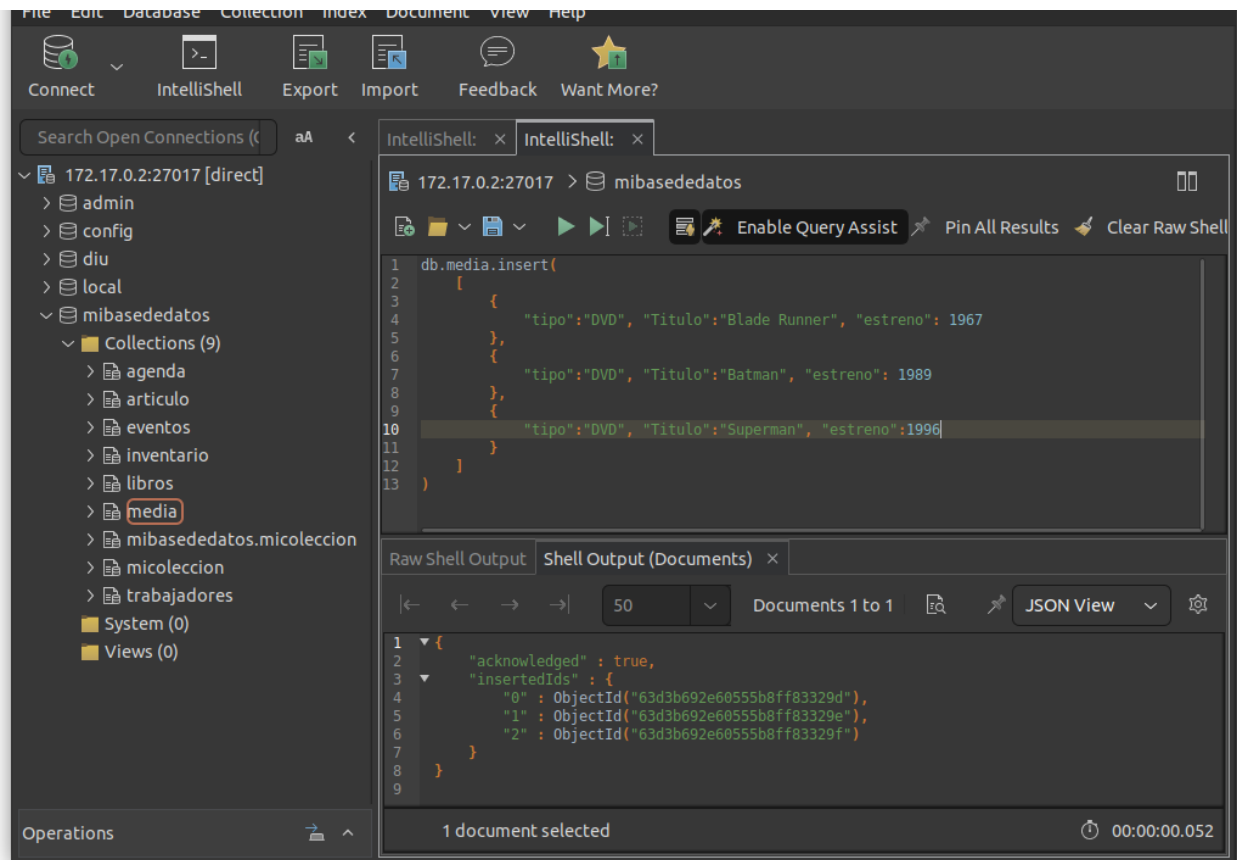 File Edit Database Collection Index Document View Help
Connect IntelliShell Export Import Feedback Want More?
Search Open Connections (C aA
172.17.0.2:27017 [direct]
admin
config
diu
local
mibasededatos
Collections (9)
agenda
articulo
eventos
inventario
libros
media
mibasededatos.micoleccion
micoleccion
trabajadores
System (0)
Views (0)
Operations
IntelliShell: × IntelliShell: ×
172.17.0.2:27017 > mibasededatos
Enable Query Assist Pin All Results Clear Raw Shell
1 db.media.insert(
2 [
3 {
4 "tipo":"DVD", "Titulo":"Blade Runner", "estreno": 1967
5 },
6 {
7 "tipo":"DVD", "Titulo":"Batman", "estreno": 1989
8 },
9 {
10 "tipo":"DVD", "Titulo":"Superman", "estreno":1996
11 }
12 ]
13 )
Raw Shell Output Shell Output (Documents) ×
50 Documents 1 to 1 JSON View
1 {
2 "acknowledged" : true,
3 "insertedIds" : {
4 "0" : ObjectId("63d3b692e60555b8ff83329d"),
5 "1" : ObjectId("63d3b692e60555b8ff83329e"),
6 "2" : ObjectId("63d3b692e60555b8ff83329f")
7 }
8 }
9
1 document selected 00:00:00.052